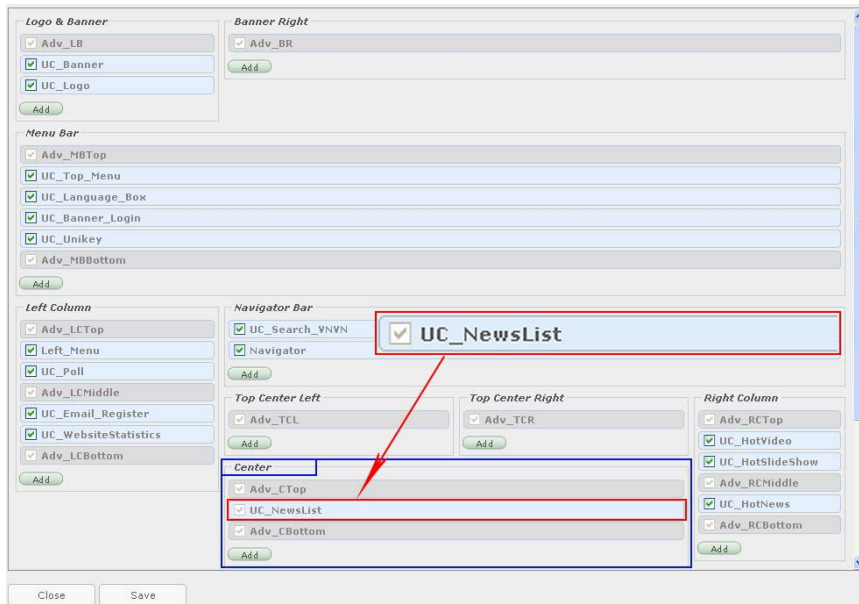 Logo & Banner
Adv_LB
UC_Banner
UC_Logo
Add
Banner Right
Adv_BR
Add
Menu Bar
Adv_MBTop
UC_Top_Menu
UC_Language_Box
UC_Banner_Login
UC_Unikey
Adv_MBBottom
Add
Left Column
Adv_LCTop
Left_Menu
UC_Poll
Adv_LCMiddle
UC_Email_Register
UC_WebsiteStatistics
Adv_LCBottom
Add
Navigator Bar
UC_Search_VNVN
Navigator
Add
UC_NewsList
Top Center Left
Adv_TCL
Add
Top Center Right
Adv_TCR
Add
Center
Adv_CTop
UC_NewsList
Adv_CBottom
Add
Right Column
Adv_RCTop
UC_HotVideo
UC_HotSlideShow
Adv_RCMiddle
UC_HotNews
Adv_RCBottom
Add
Close
Save